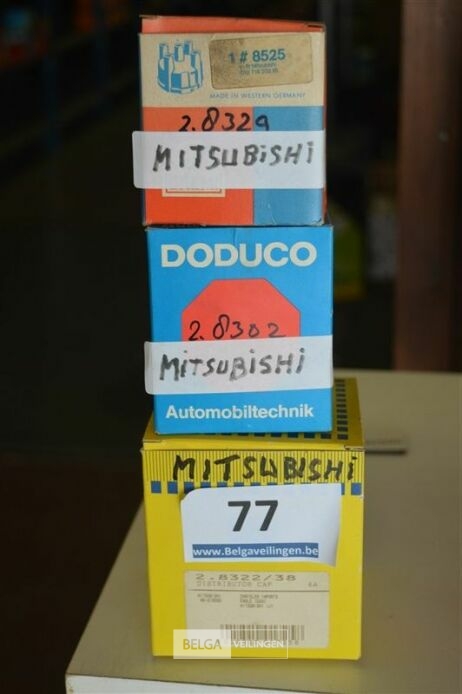 1 # 8525
MADE IN WESTERN GERMANY
2.8329
MITSUBISHI
DODUCO
2.8302
MITSUBISHI
Automobiltechnik
MITSUBISHI
77
www.Belgaveilingen.be
2.8322/38
DISTRIBUTOR CAP EA
BELGA VEILINGEN